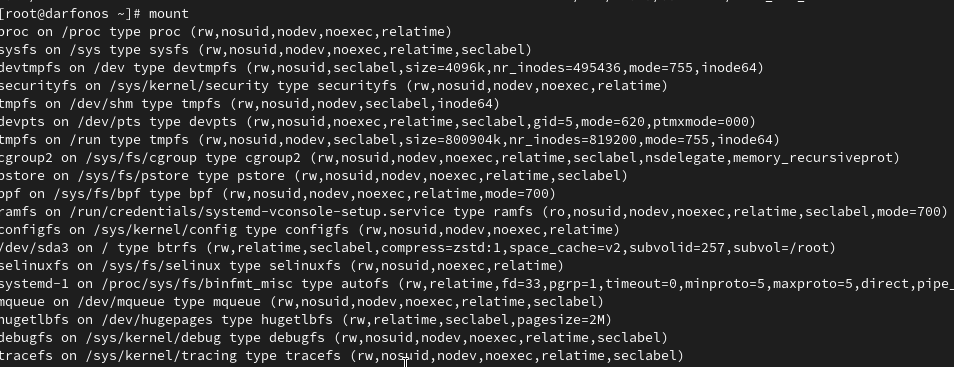 [root@darfonos ~]# mount
proc on /proc type proc (rw,nosuid,nodev,noexec,relatime)
sysfs on /sys type sysfs (rw,nosuid,nodev,noexec,relatime,seclabel)
devtmpfs on /dev type devtmpfs (rw,nosuid,seclabel,size=4096k,nr_inodes=495436,mode=755,inode64)
securityfs on /sys/kernel/security type securityfs (rw,nosuid,nodev,noexec,relatime)
tmpfs on /dev/shm type tmpfs (rw,nosuid,nodev,seclabel,inode64)
devpts on /dev/pts type devpts (rw,nosuid,noexec,relatime,seclabel,gid=5,mode=620,ptmxmode=000)
tmpfs on /run type tmpfs (rw,nosuid,nodev,seclabel,size=800904k,nr_inodes=819200,mode=755,inode64)
cgroup2 on /sys/fs/cgroup type cgroup2 (rw,nosuid,nodev,noexec,relatime,seclabel,nsdelegate,memory_recursiveprot)
pstore on /sys/fs/pstore type pstore (rw,nosuid,nodev,noexec,relatime,seclabel)
bpf on /sys/fs/bpf type bpf (rw,nosuid,nodev,noexec,relatime,mode=700)
ramfs on /run/credentials/systemd-vconsole-setup.service type ramfs (ro,nosuid,nodev,noexec,relatime,seclabel,mode=700)
configfs on /sys/kernel/config type configfs (rw,nosuid,nodev,noexec,relatime)
/dev/sda3 on / type btrfs (rw,relatime,seclabel,compress=zstd:1,space_cache=v2,subvolid=257,subvol=/root)
selinuxfs on /sys/fs/selinux type selinuxfs (rw,nosuid,noexec,relatime)
systemd-1 on /proc/sys/fs/binfmt_misc type autofs (rw,relatime,fd=33,pgrp=1,timeout=0,minproto=5,maxproto=5,direct,pipe_
mqueue on /dev/mqueue type mqueue (rw,nosuid,nodev,noexec,relatime,seclabel)
hugetlbfs on /dev/hugepages type hugetlbfs (rw,relatime,seclabel,pagesize=2M)
debugfs on /sys/kernel/debug type debugfs (rw,nosuid,nodev,noexec,relatime,seclabel)
tracefs on /sys/kernel/tracing type tracefs (rw,nosuid,nodev,noexec,relatime,seclabel)